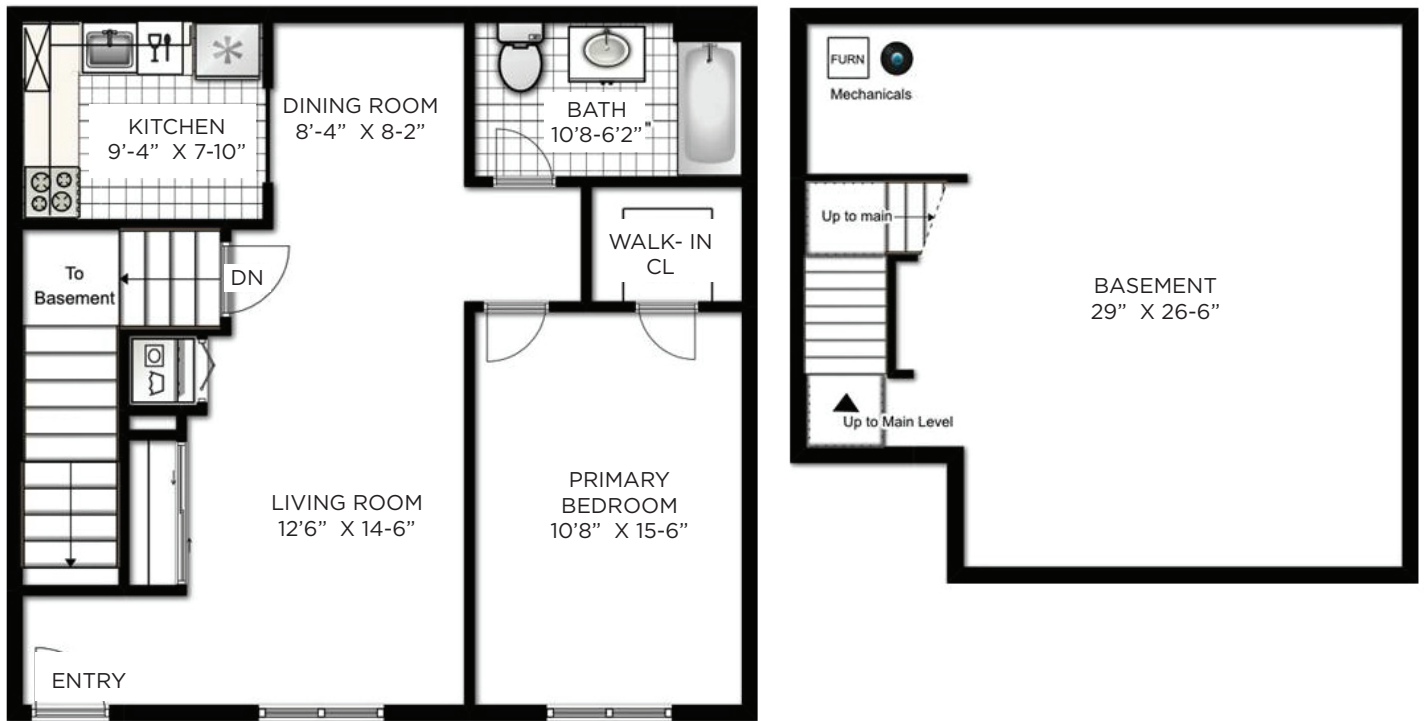 KITCHEN
9’-4” X 7-10”
DINING ROOM
8’-4” X 8-2”
BATH
10’8-6’2”
WALK- IN
CL
To
Basement
DN
LIVING ROOM
12’6” X 14-6”
PRIMARY
BEDROOM
10’8” X 15-6”
ENTRY
FURN
Mechanicals
Up to main
BASEMENT
29” X 26-6”
Up to Main Level